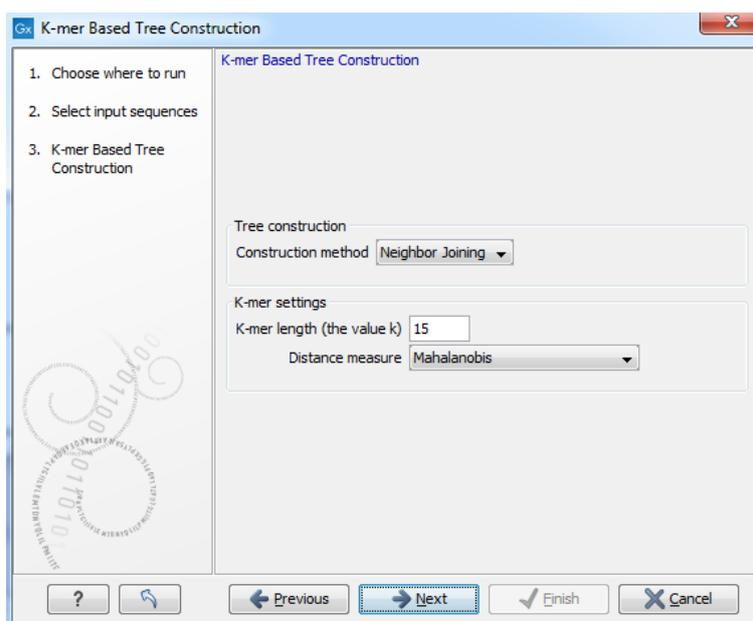 Gx K-mer Based Tree Construction
X
1. Choose where to run
2. Select input sequences
3. K-mer Based Tree
Construction
K-mer Based Tree Construction
Tree construction
Construction method Neighbor Joining
K-mer settings
K-mer length (the value k) 15
Distance measure Mahalanobis
? Previous Next Finish Cancel